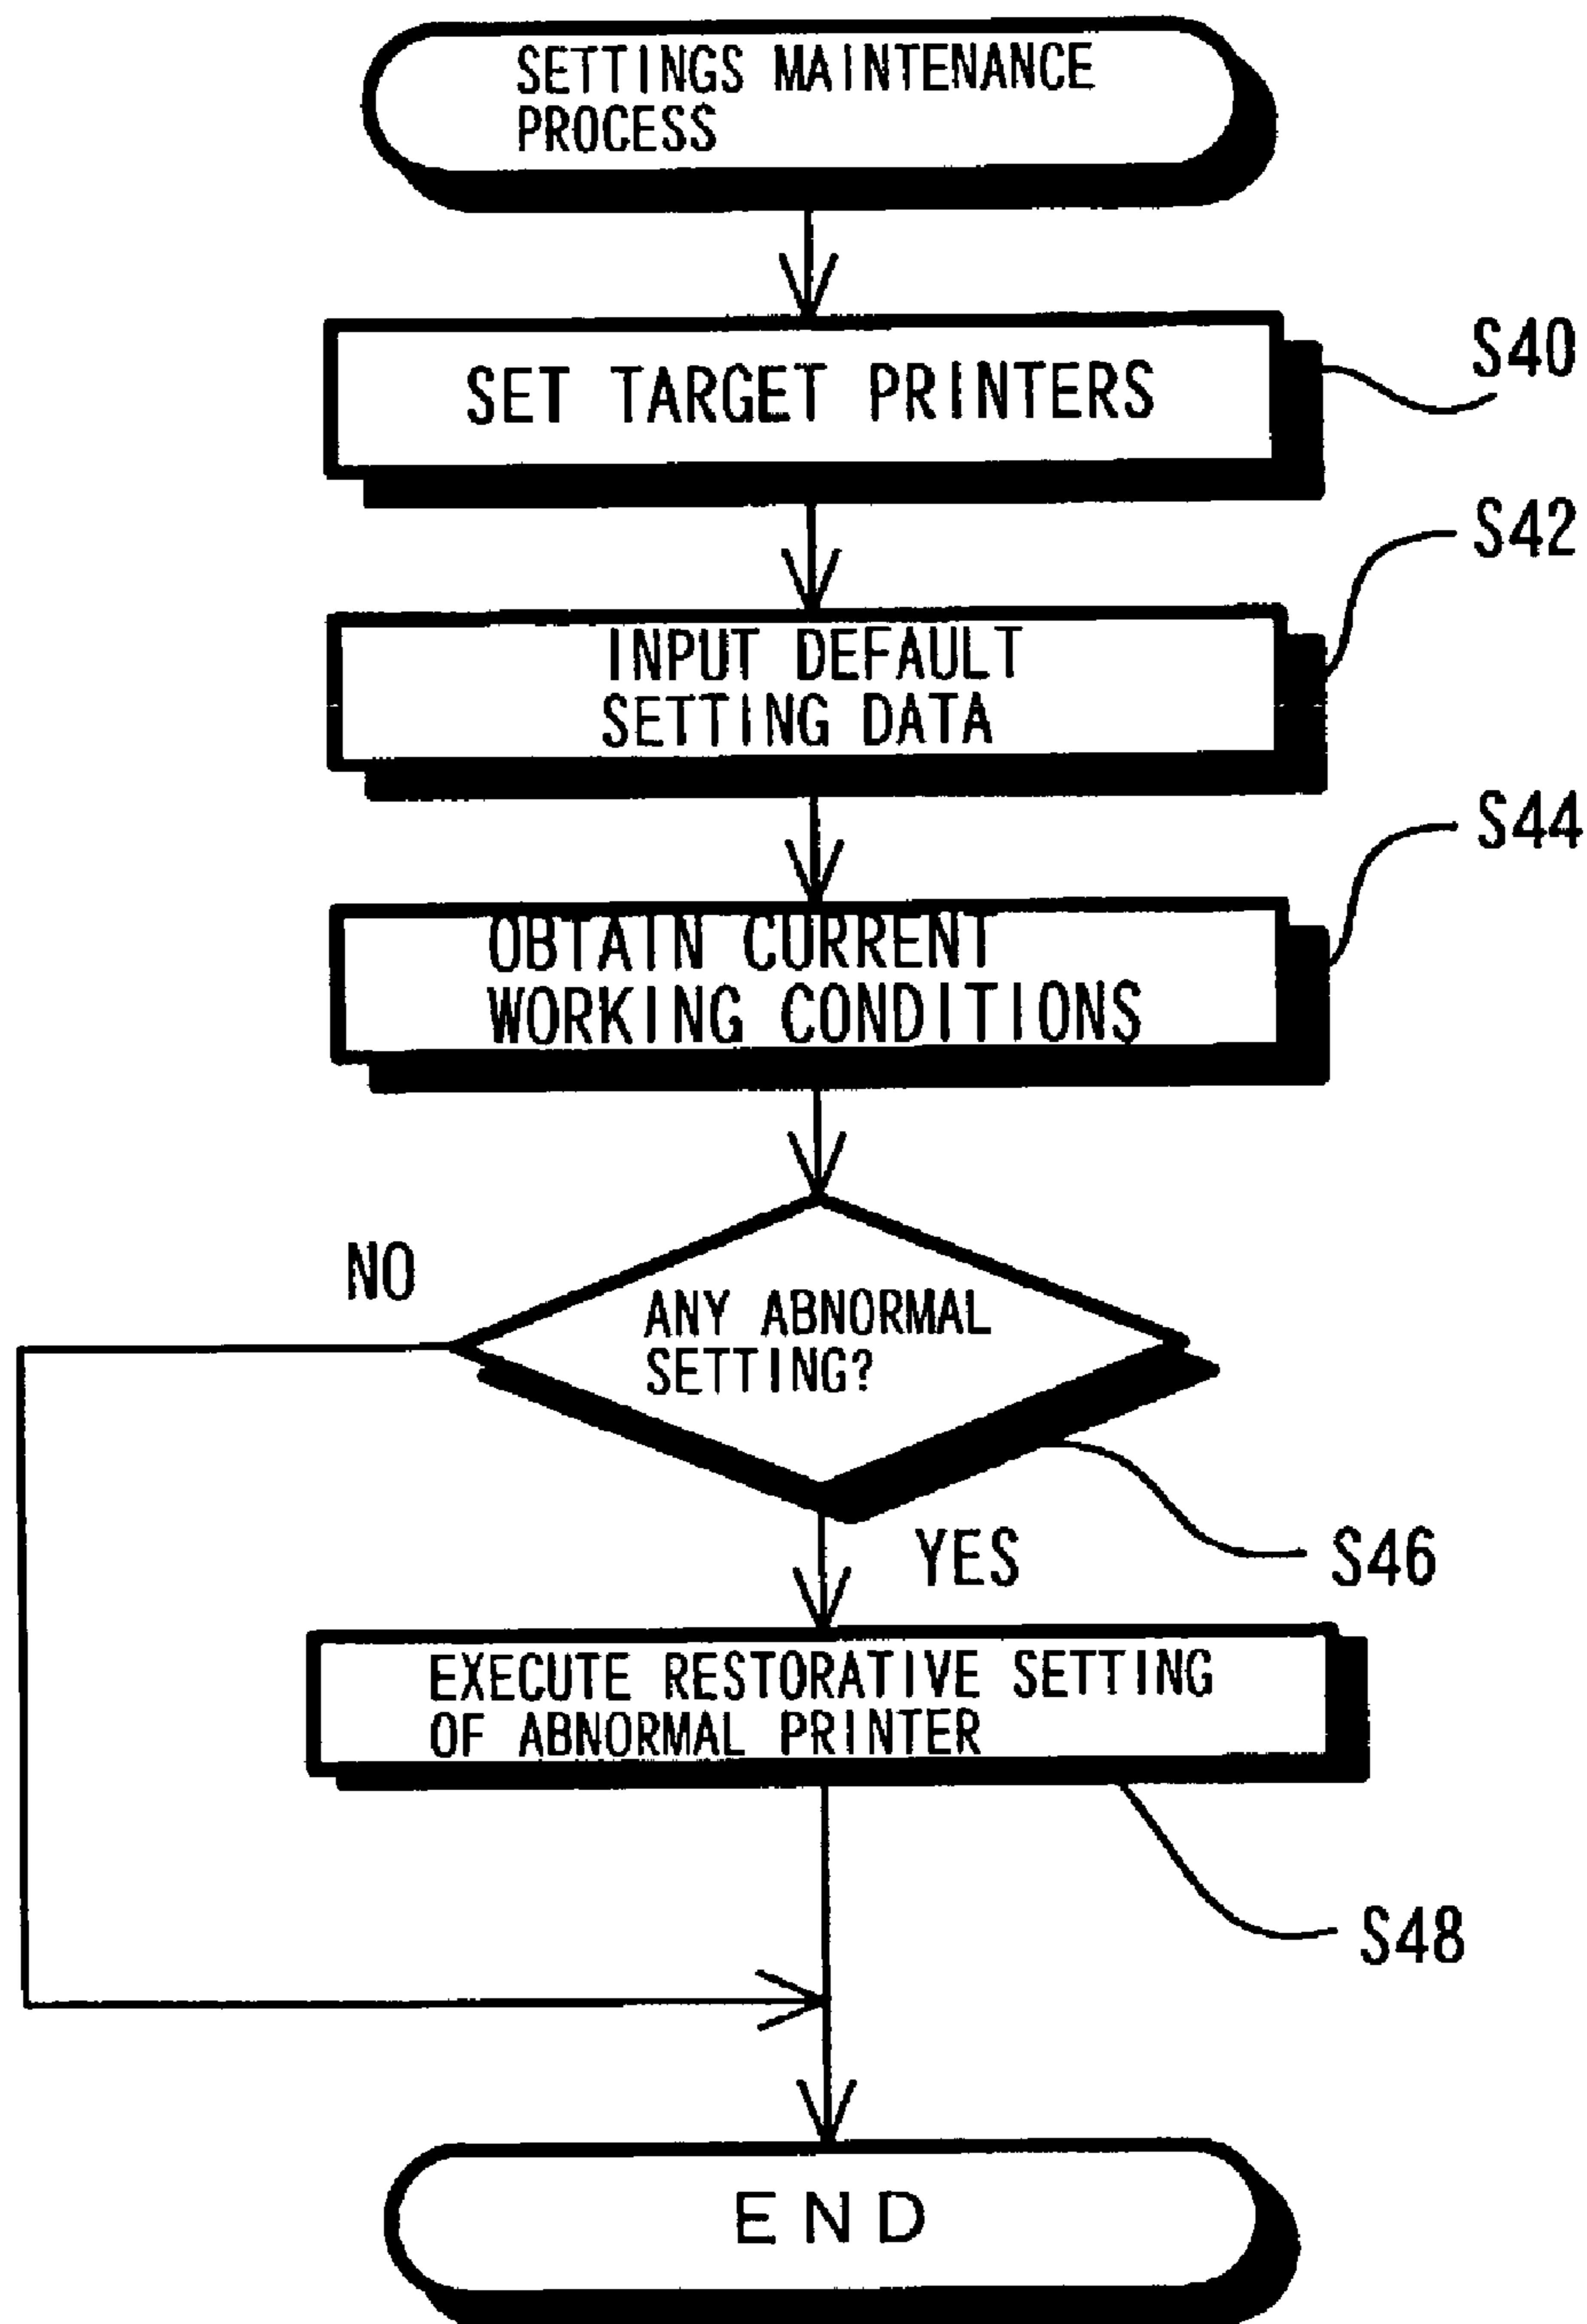 SETTINGS MAINTENANCE
PROCESS
SET TARGET PRINTERS
S40
INPUT DEFAULT
SETTING DATA
S42
OBTAIN CURRENT
WORKING CONDITIONS
S44
NO
ANY ABNORMAL
SETTING?
YES
S46
EXECUTE RESTORATIVE SETTING
OF ABNORMAL PRINTER
S48
END